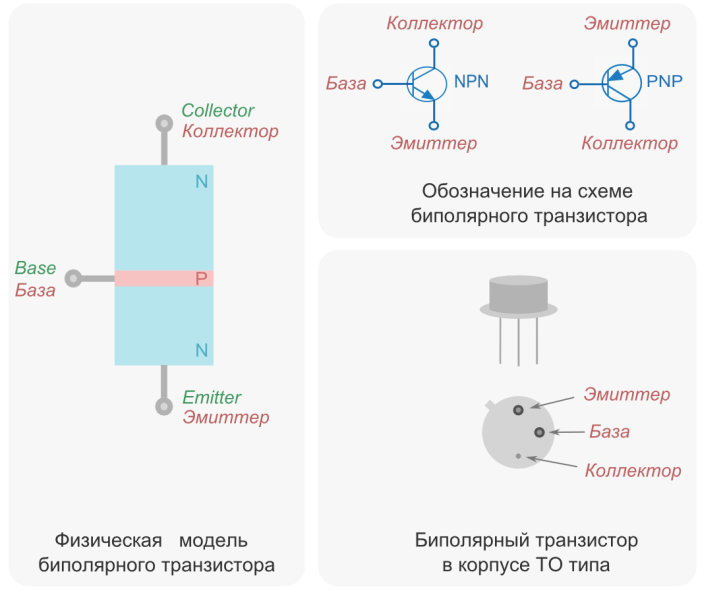 Collector
Коллектор
N
Base
База
P
N
Emitter
Эмиттер
Физическая модель
биполярного транзистора
Коллектор
База
NPN
Эмиттер
Эмиттер
База
PNP
Коллектор
Обозначение на схеме
биполярного транзистора
Эмиттер
База
Коллектор
Биполярный транзистор
в корпусе ТО типа